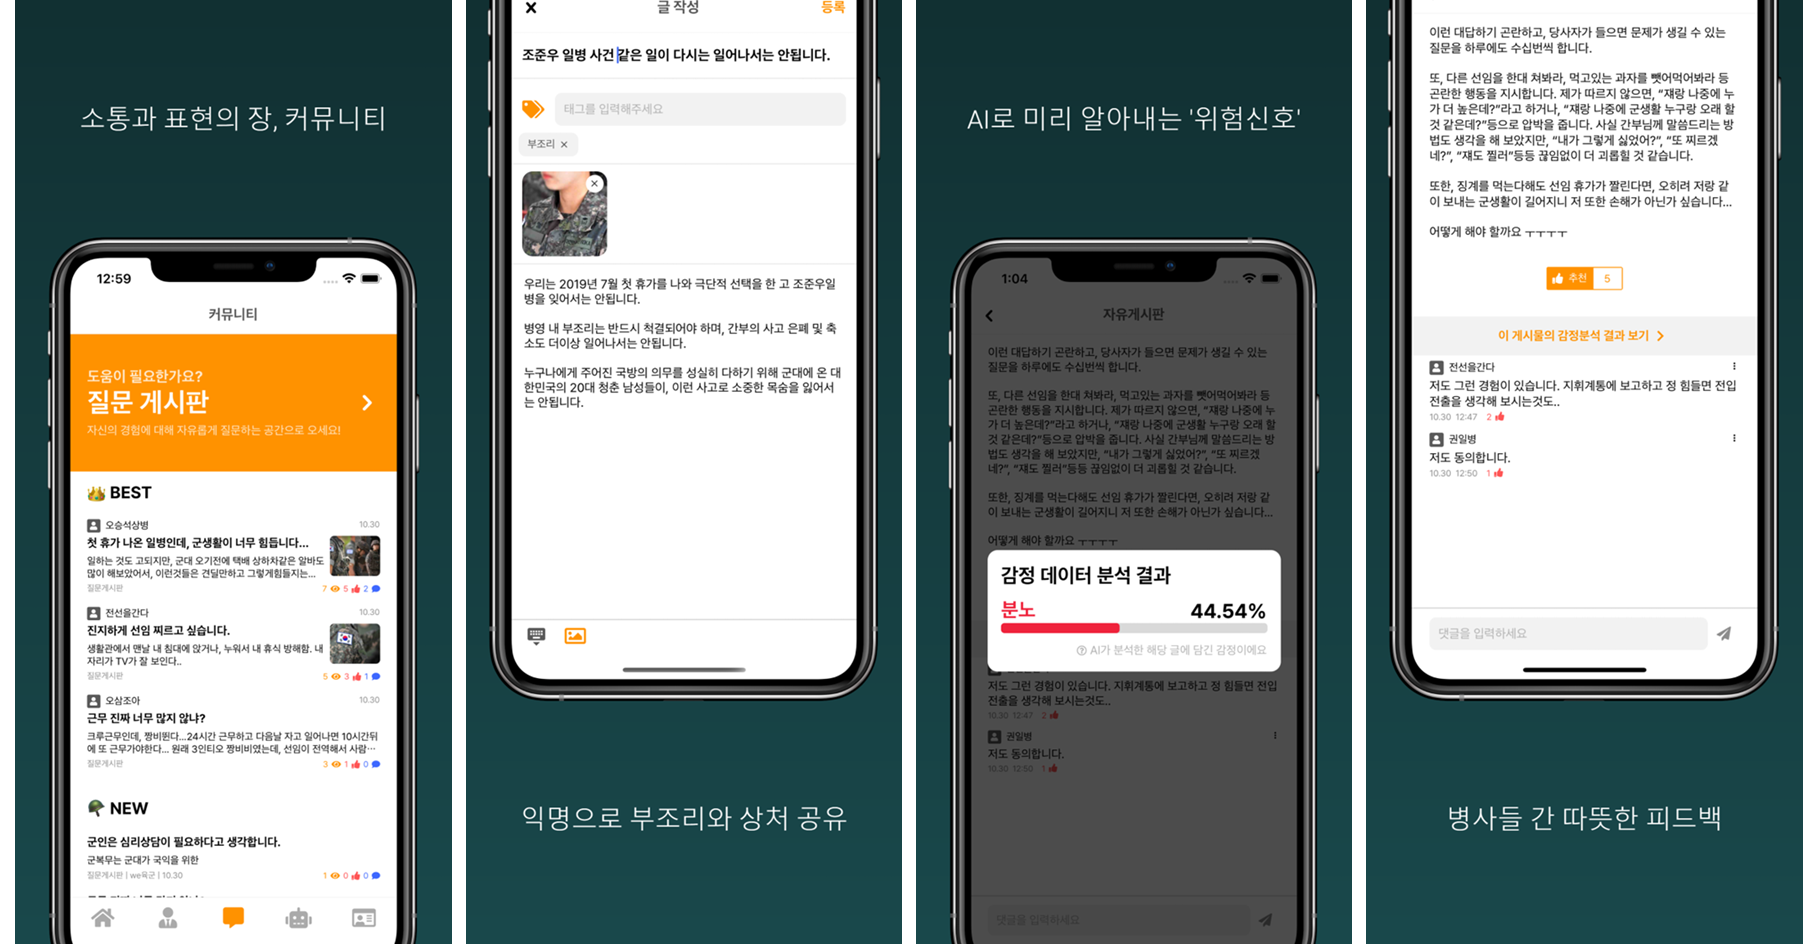 소통과 표현의 장, 커뮤니티
12:59
커뮤니티
도움이 필요한가요?
질문 게시판
자신의 경험에 대해 자유롭게 질문하는 공간으로 오세요!
BEST
오승석상병
10.30
첫 휴가 나온 일병인데, 군생활이 너무 힘듭니다...
일하는 것도 고되지만, 군대 오기전에 택배 상하차같은 알바도
많이 해보았어서, 이런것들은 견딜만하고 그렇게힘들지는...
질문게시판
7 5 2
전선을간다
10.30
진지하게 선임 찌르고 싶습니다.
생활관에서 맨날 내 침대에 앉거나, 누워서 내 휴식 방해함. 내
자리가 TV가 잘 보인다..
질문게시판
5 3 1
오삼조아
10.30
근무 진짜 너무 많지 않냐?
크루근무인데, 짱비뛴다...24시간 근무하고 다음날 자고 일어나면 10시간뒤
에 또 근무가야한다... 원래 3인티오 짱비비였는데, 선임이 전역해서 사람…
질문게시판
3 1 0
NEW
군인은 심리상담이 필요하다고 생각합니다.
군복무는 군대가 국익을 위한
질문게시판 | we육군 | 10.30
1 0 0
글 작성
등록
조준우 일병 사건 같은 일이 다시는 일어나서는 안됩니다.
태그를 입력해주세요
부조리 ×
우리는 2019년 7월 첫 휴가를 나와 극단적 선택을 한 고 조준우일
병을 잊어서는 안됩니다.
병영 내 부조리는 반드시 척결되어야 하며, 간부의 사고 은폐 및 축
소도 더이상 일어나서는 안됩니다.
누구나에게 주어진 국방의 의무를 성실히 다하기 위해 군대에 온 대
한민국의 20대 청춘 남성들이, 이런 사고로 소중한 목숨을 잃어서
는 안됩니다.
익명으로 부조리와 상처 공유
AI로 미리 알아내는 '위험신호'
1:04
자유게시판
이런 대답하기 곤란하고, 당사자가 들으면 문제가 생길 수 있는
질문을 하루에도 수십번씩 합니다.
또, 다른 선임을 한대 쳐봐라, 먹고있는 과자를 뺏어먹어봐라 등
곤란한 행동을 지시합니다. 제가 따르지 않으면, “쟤랑 나중에 누
가 더 높은데?”라고 하거나, “쟤랑 나중에 군생활 누구랑 오래 할
것 같은데?”등으로 압박을 줍니다. 사실 간부님께 말씀드리는 방
법도 생각을 해 보았지만, “내가 그렇게 싫었어?”, “또 찌르겠
네?”, “쟤도 찔러”등등 끊임없이 더 괴롭힐 것 같습니다.
또한, 징계를 먹는다해도 선임 휴가가 짤린다면, 오히려 저랑 같
이 보내는 군생활이 길어지니 저 또한 손해가 아닌가 싶습니다...
어떻게 해야 할까요 ㅜㅜㅜㅜ
감정 데이터 분석 결과
분노
44.54%
AI가 분석한 해당 글에 담긴 감정이에요
저도 그런 경험이 있습니다. 지휘계통에 보고하고 정 힘들면 전입
전출을 생각해 보시는것도..
10.30 12:47 2
권일병
저도 동의합니다.
10.30 12:50 1
댓글을 입력하세요
이런 대답하기 곤란하고, 당사자가 들으면 문제가 생길 수 있는
질문을 하루에도 수십번씩 합니다.
또, 다른 선임을 한대 쳐봐라, 먹고있는 과자를 뺏어먹어봐라 등
곤란한 행동을 지시합니다. 제가 따르지 않으면, “쟤랑 나중에 누
가 더 높은데?”라고 하거나, “쟤랑 나중에 군생활 누구랑 오래 할
것 같은데?”등으로 압박을 줍니다. 사실 간부님께 말씀드리는 방
법도 생각을 해 보았지만, “내가 그렇게 싫었어?”, “또 찌르겠
네?”, “쟤도 찔러”등등 끊임없이 더 괴롭힐 것 같습니다.
또한, 징계를 먹는다해도 선임 휴가가 짤린다면, 오히려 저랑 같
이 보내는 군생활이 길어지니 저 또한 손해가 아닌가 싶습니다...
어떻게 해야 할까요 ㅜㅜㅜㅜ
추천 5
이 게시물의 감정분석 결과 보기
전선을간다
저도 그런 경험이 있습니다. 지휘계통에 보고하고 정 힘들면 전입
전출을 생각해 보시는것도..
10.30 12:47 2
권일병
저도 동의합니다.
10.30 12:50 1
댓글을 입력하세요
병사들 간 따뜻한 피드백